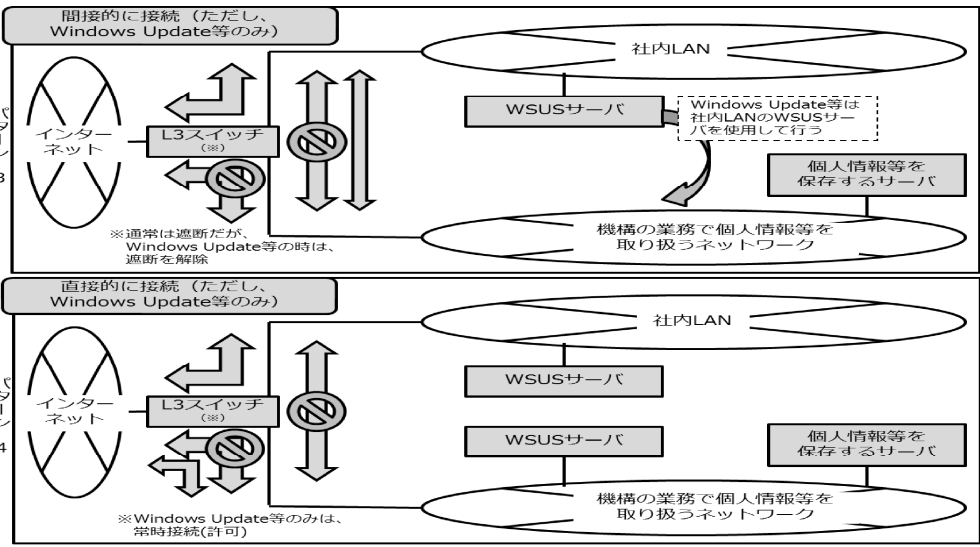 間接的に接続（ただし、
Windows Update等のみ）
パターン3
インター
ネット
L3スイッチ
（※）
※通常は遮断だが、
Windows Update等の時は、
遮断を解除
社内LAN
WSUSサーバ
Windows Update等は
社内LANのWSUSサー
バを使用して行う
個人情報等を
保存するサーバ
機構の業務で個人情報等を
取り扱うネットワーク
直接的に接続（ただし、
Windows Update等のみ）
パターン4
インター
ネット
L3スイッチ
（※）
※Windows Update等のみは、
常時接続(許可)
社内LAN
WSUSサーバ
WSUSサーバ
個人情報等を
保存するサーバ
機構の業務で個人情報等を
取り扱うネットワーク